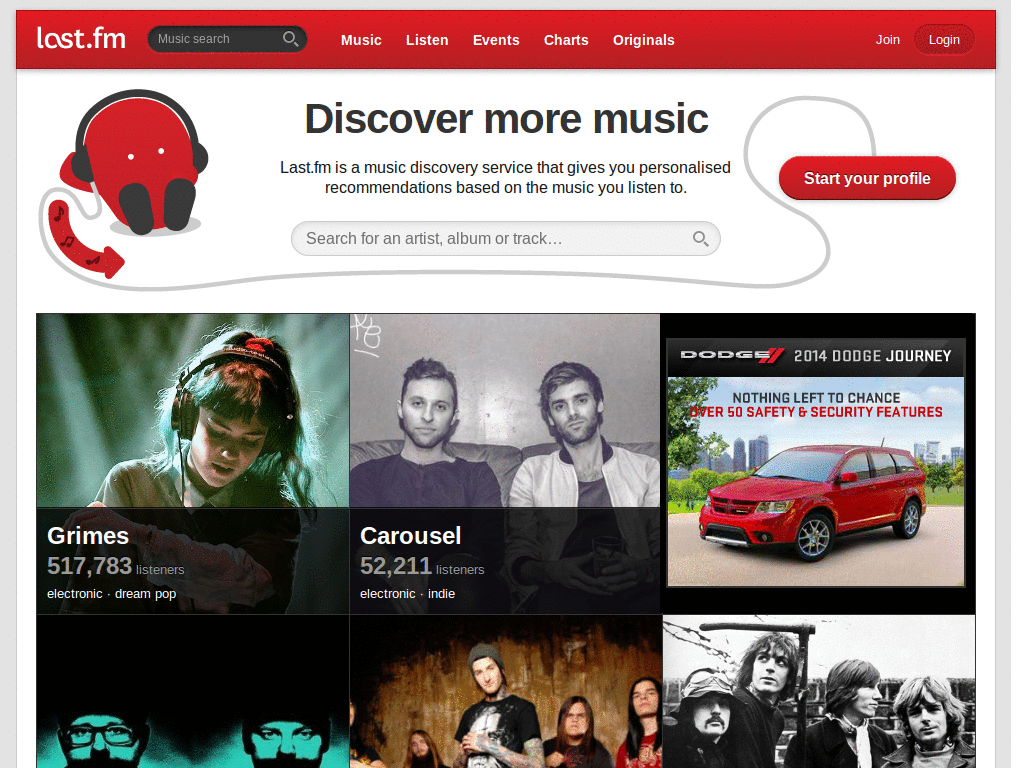 last.fm
Music search
Music
Listen
Events
Charts
Originals
Join
Login
Discover more music
Last.fm is a music discovery service that gives you personalised
recommendations based on the music you listen to.
Start your profile
Search for an artist, album or track…
Grimes
517,783 listeners
electronic · dream pop
Carousel
52,211 listeners
electronic · indie
DODGE 2014 DODGE JOURNEY
NOTHING LEFT TO CHANCE
OVER 50 SAFETY & SECURITY FEATURES